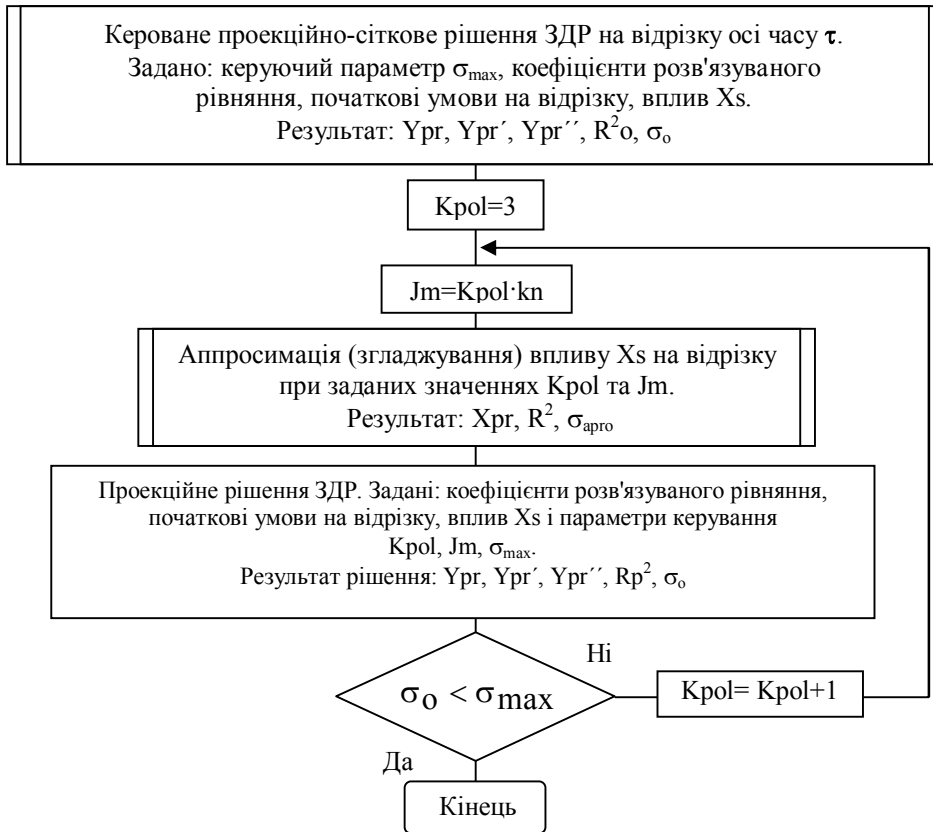 Кероване проекційно-сіткове рішення ЗДР на відрізку осі часу τ.
Задано: керуючий параметр σmax, коефіцієнти розв'язуваного
рівняння, початкові умови на відрізку, вплив Xs.
Результат: Ypr, Ypr´, Ypr´´, R²o, σo
Kpol=3
Jm=Kpol·kn
Аппросимація (згладжування) впливу Xs на відрізку
при заданих значеннях Kpol та Jm.
Результат: Xpr, R², σapro
Проекційне рішення ЗДР. Задані: коефіцієнти розв'язуваного рівняння,
початкові умови на відрізку, вплив Xs і параметри керування
Kpol, Jm, σmax.
Результат рішення: Ypr, Ypr´, Ypr´´, Rp², σo
Ні
σo < σmax
Kpol= Kpol+1
Да
Кінець